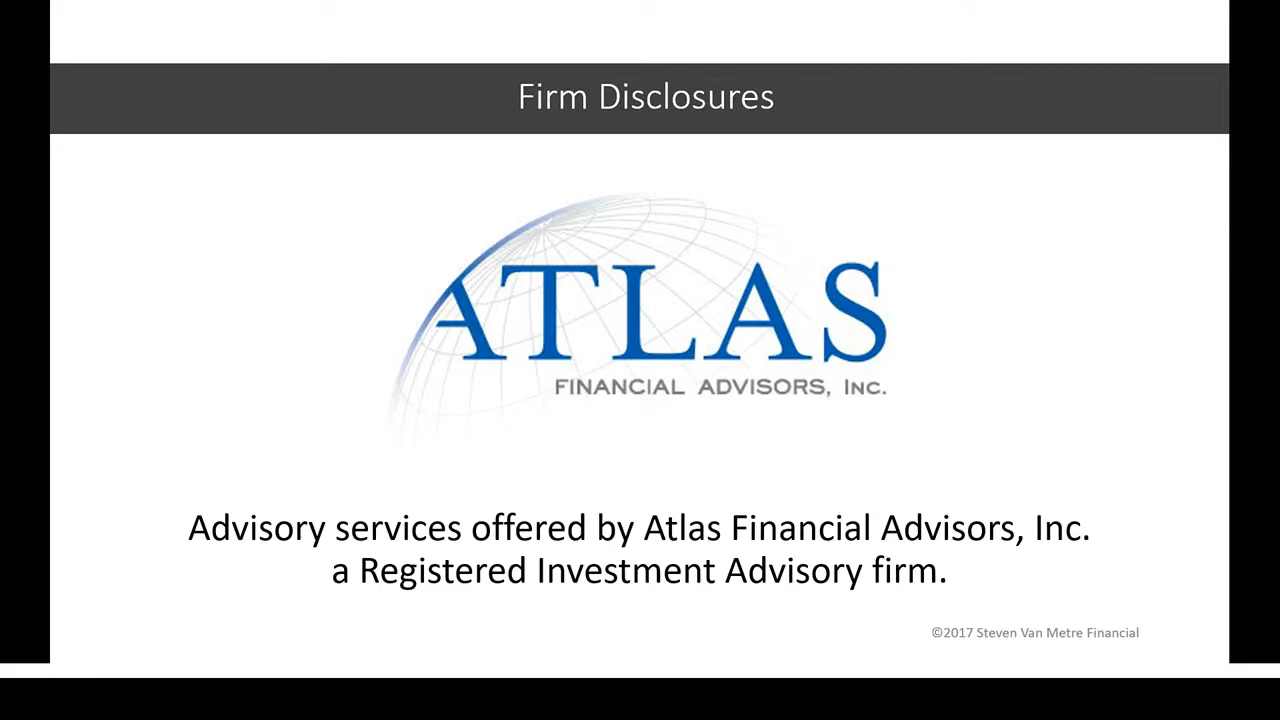 Firm Disclosures
ATLAS
FINANCIAL ADVISORS, INC.
Advisory services offered by Atlas Financial Advisors, Inc.
a Registered Investment Advisory firm.
©2017 Steven Van Metre Financial